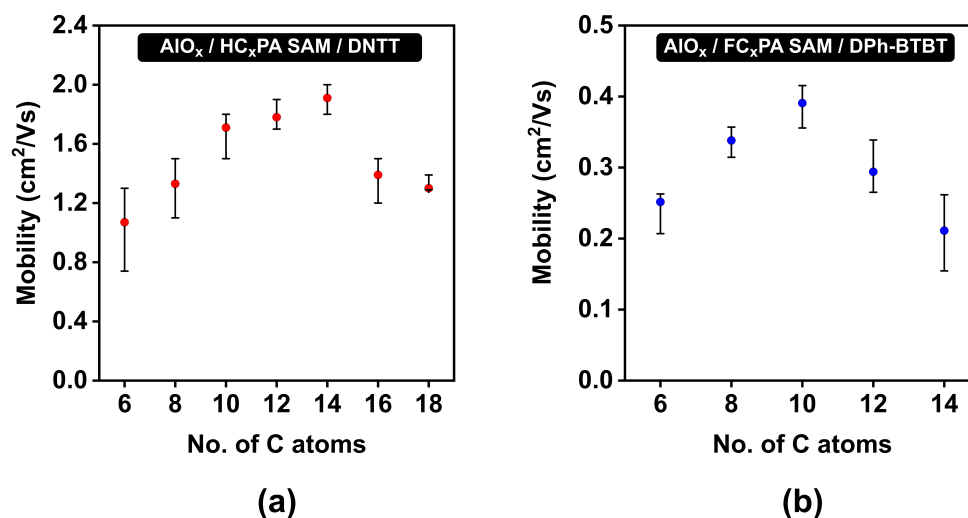 AlOₓ / HCₓPA SAM / DNTT
Mobility (cm²/Vs)
2.4
2.0
1.6
1.2
0.8
0.4
0.0
6 8 10 12 14 16 18
No. of C atoms
(a)
AlOₓ / FCₓPA SAM / DPh-BTBT
Mobility (cm²/Vs)
0.5
0.4
0.3
0.2
0.1
0.0
6 8 10 12 14
No. of C atoms
(b)